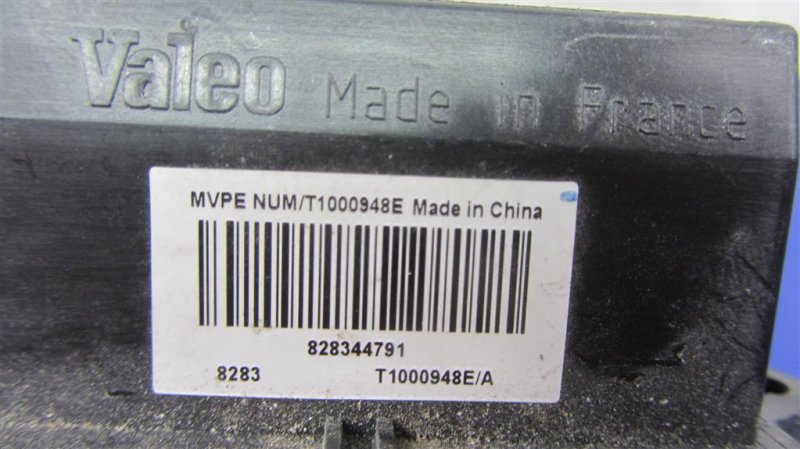 Valeo Made in France
MVPE NUM/T1000948E Made in China
828344791
8283 T1000948E/A